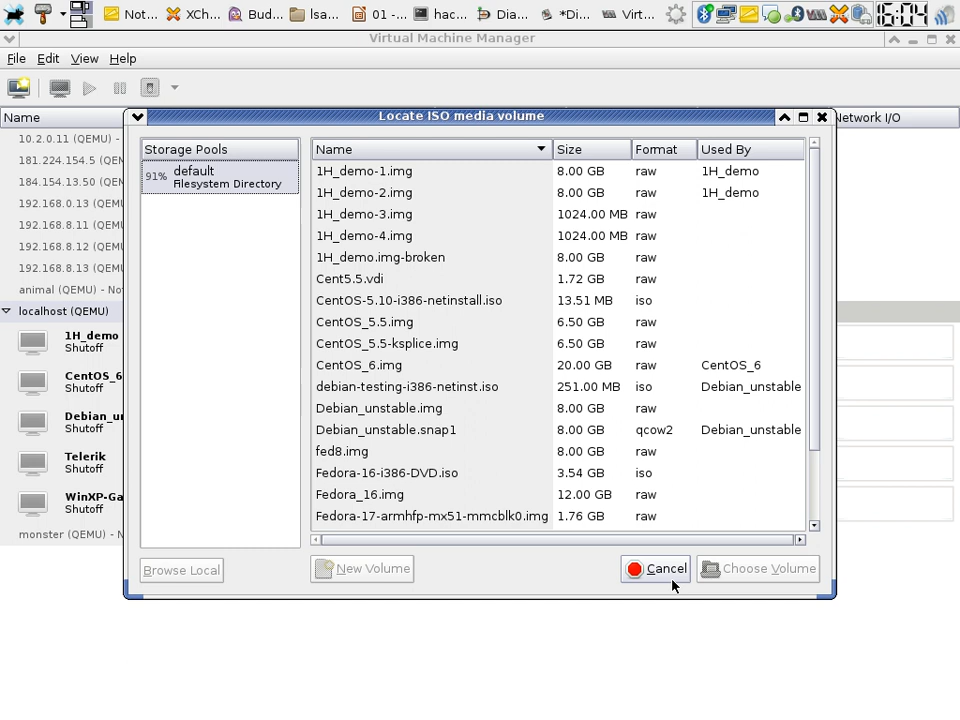 Not... XCh... Bud... lsa... 01 -... hac... Dia... *Di... Virt... 16:04
Virtual Machine Manager
File Edit View Help
Name Network I/O
Locate ISO media volume
10.2.0.11 (QEMU) -
181.224.154.5 (QEMU
184.154.13.50 (QEMU
192.168.0.13 (QEMU
192.168.8.11 (QEMU
192.168.8.12 (QEMU
192.168.8.13 (QEMU
animal (QEMU) - No
localhost (QEMU)
1H_demo
Shutoff
CentOS_6
Shutoff
Debian_un
Shutoff
Telerik
Shutoff
WinXP-Ga
Shutoff
monster (QEMU) - N
Storage Pools
91% default
Filesystem Directory
Name Size Format Used By
1H_demo-1.img 8.00 GB raw 1H_demo
1H_demo-2.img 8.00 GB raw 1H_demo
1H_demo-3.img 1024.00 MB raw
1H_demo-4.img 1024.00 MB raw
1H_demo.img-broken 8.00 GB raw
Cent5.5.vdi 1.72 GB raw
CentOS-5.10-i386-netinstall.iso 13.51 MB iso
CentOS_5.5.img 6.50 GB raw
CentOS_5.5-ksplice.img 6.50 GB raw
CentOS_6.img 20.00 GB raw CentOS_6
debian-testing-i386-netinst.iso 251.00 MB iso Debian_unstable
Debian_unstable.img 8.00 GB raw
Debian_unstable.snap1 8.00 GB qcow2 Debian_unstable
fed8.img 8.00 GB raw
Fedora-16-i386-DVD.iso 3.54 GB iso
Fedora_16.img 12.00 GB raw
Fedora-17-armhfp-mx51-mmcblk0.img 1.76 GB raw
Browse Local New Volume Cancel Choose Volume